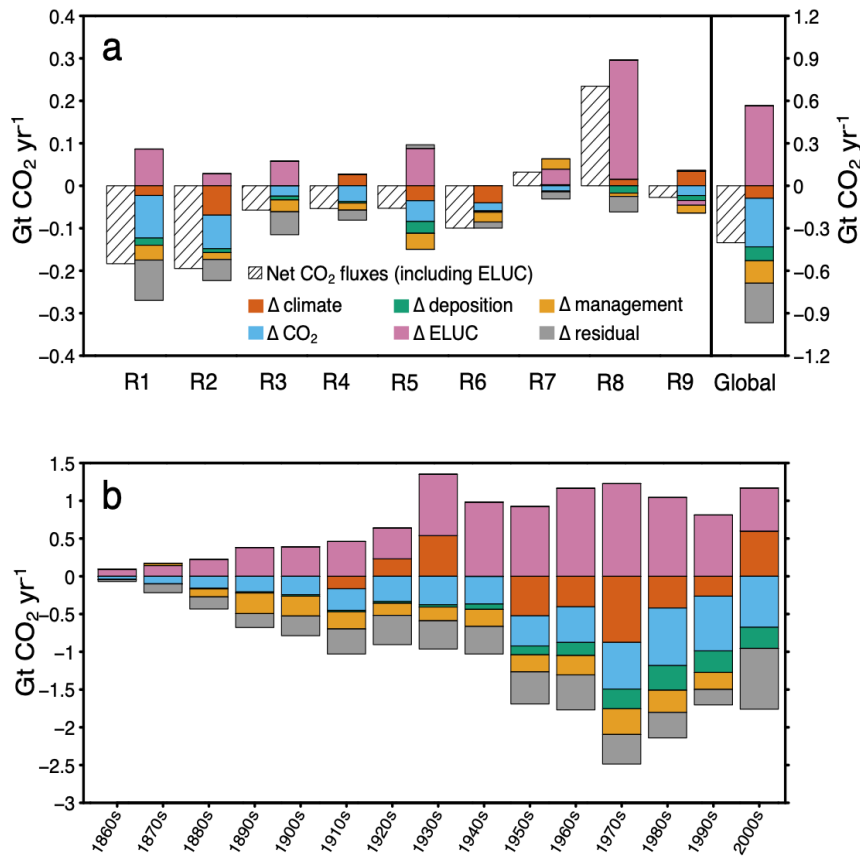 a
Gt CO₂ yr⁻¹
0.4
0.3
0.2
0.1
0
−0.1
−0.2
−0.3
−0.4
1.2
0.9
0.6
0.3
0
−0.3
−0.6
−0.9
−1.2
Gt CO₂ yr⁻¹
Net CO₂ fluxes (including ELUC)
Δ climate Δ deposition Δ management
Δ CO₂ Δ ELUC Δ residual
R1 R2 R3 R4 R5 R6 R7 R8 R9 Global
b
Gt CO₂ yr⁻¹
1.5
1
0.5
0
−0.5
−1
−1.5
−2
−2.5
−3
1860s 1870s 1880s 1890s 1900s 1910s 1920s 1930s 1940s 1950s 1960s 1970s 1980s 1990s 2000s